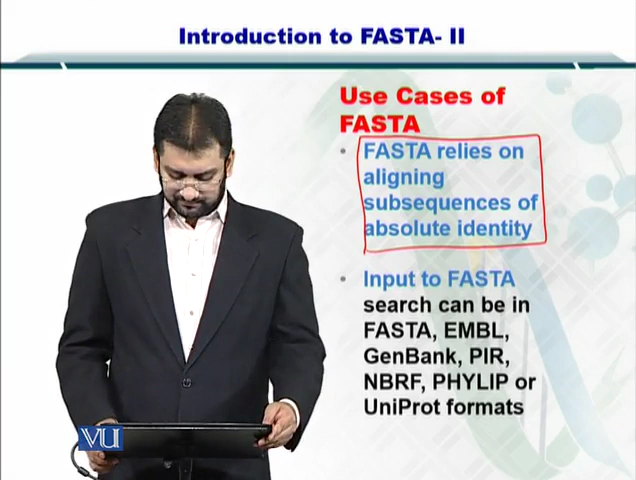 Introduction to FASTA- II
Use Cases of
FASTA
• FASTA relies on
aligning
subsequences of
absolute identity
• Input to FASTA
search can be in
FASTA, EMBL,
GenBank, PIR,
NBRF, PHYLIP or
UniProt formats
VU